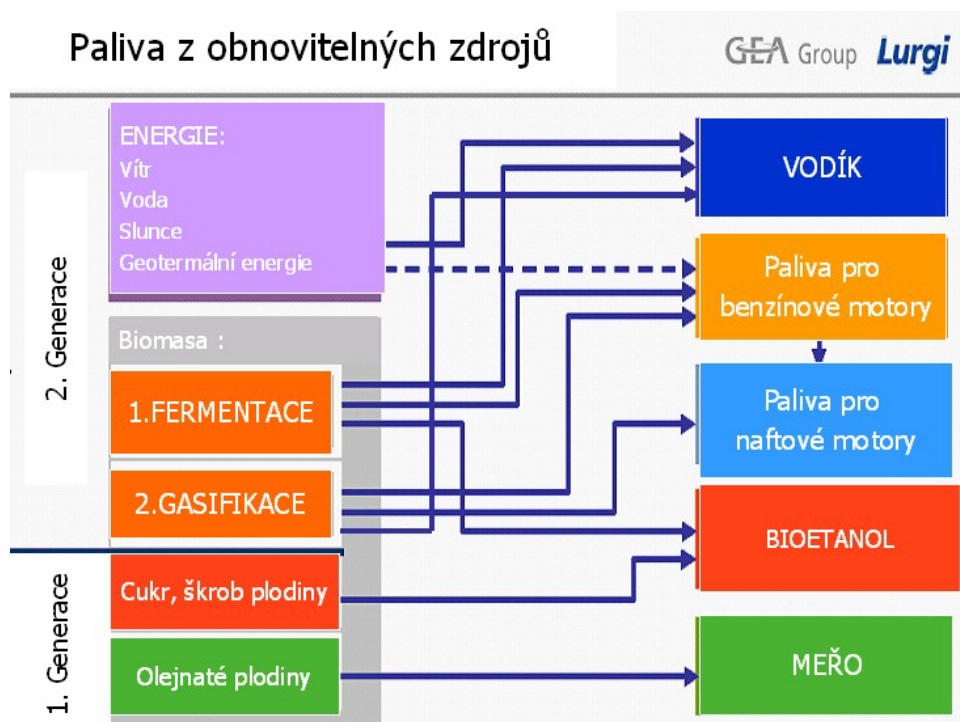 Paliva z obnovitelných zdrojů
GEA Group Lurgi
2. Generace
ENERGIE:
Vítr
Voda
Slunce
Geotermální energie
Biomasa :
1.FERMENTACE
2.GASIFIKACE
1. Generace
Cukr, škrob plodiny
Olejnaté plodiny
VODÍK
Paliva pro
benzínové motory
Paliva pro
naftové motory
BIOETANOL
MEŘO